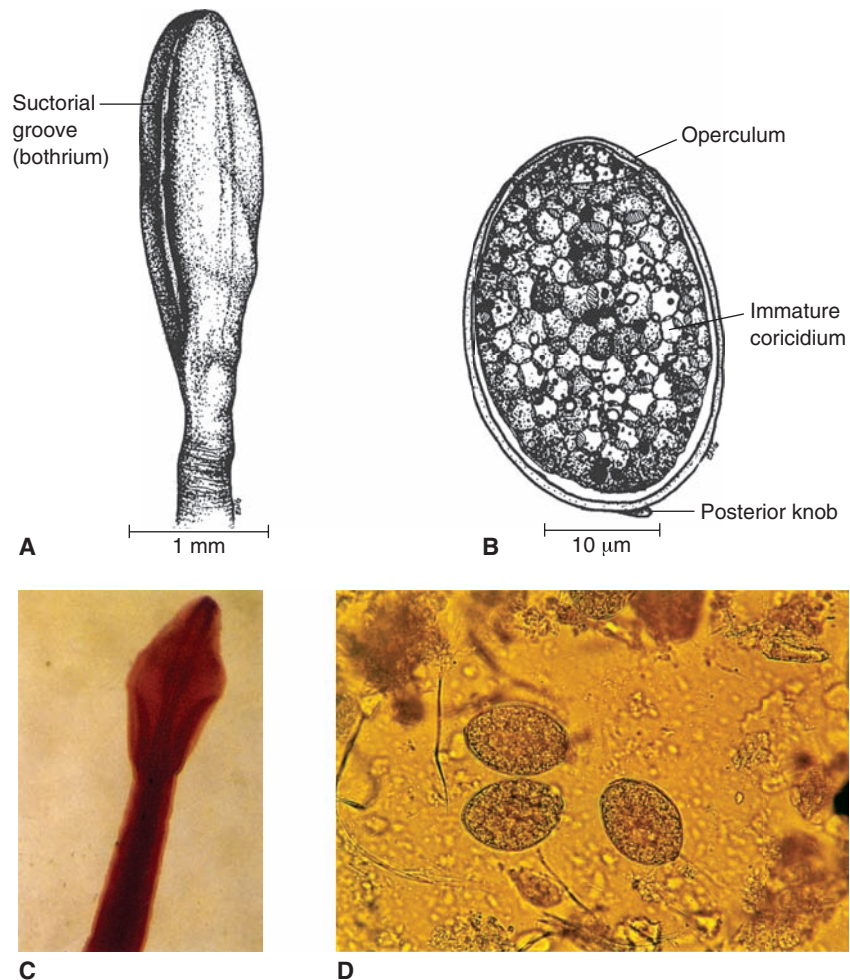 Suctorial
groove
(bothrium)
1 mm
A
Operculum
Immature
coricidium
Posterior knob
10 μm
B
C
D